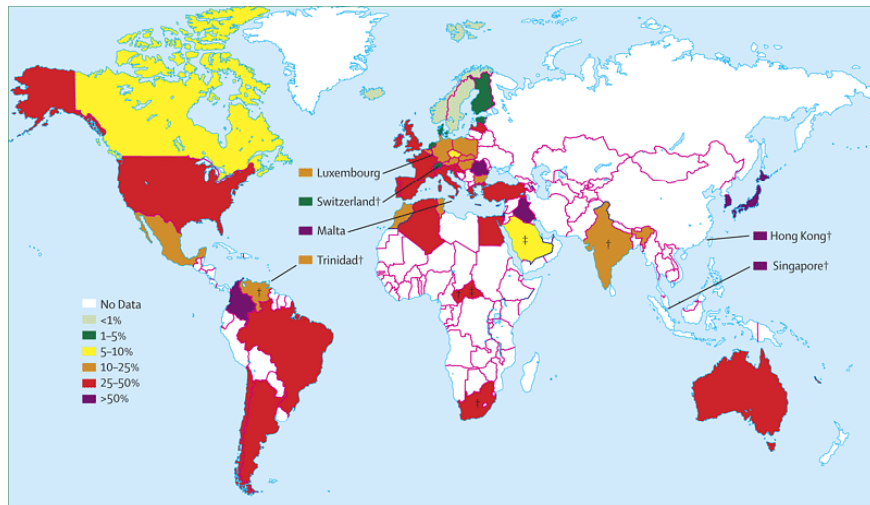 Luxembourg
Switzerland†
Malta
Trinidad†
Hong Kong†
Singapore†
No Data
<1%
1–5%
5–10%
10–25%
25–50%
>50%
†
‡
†
†
†